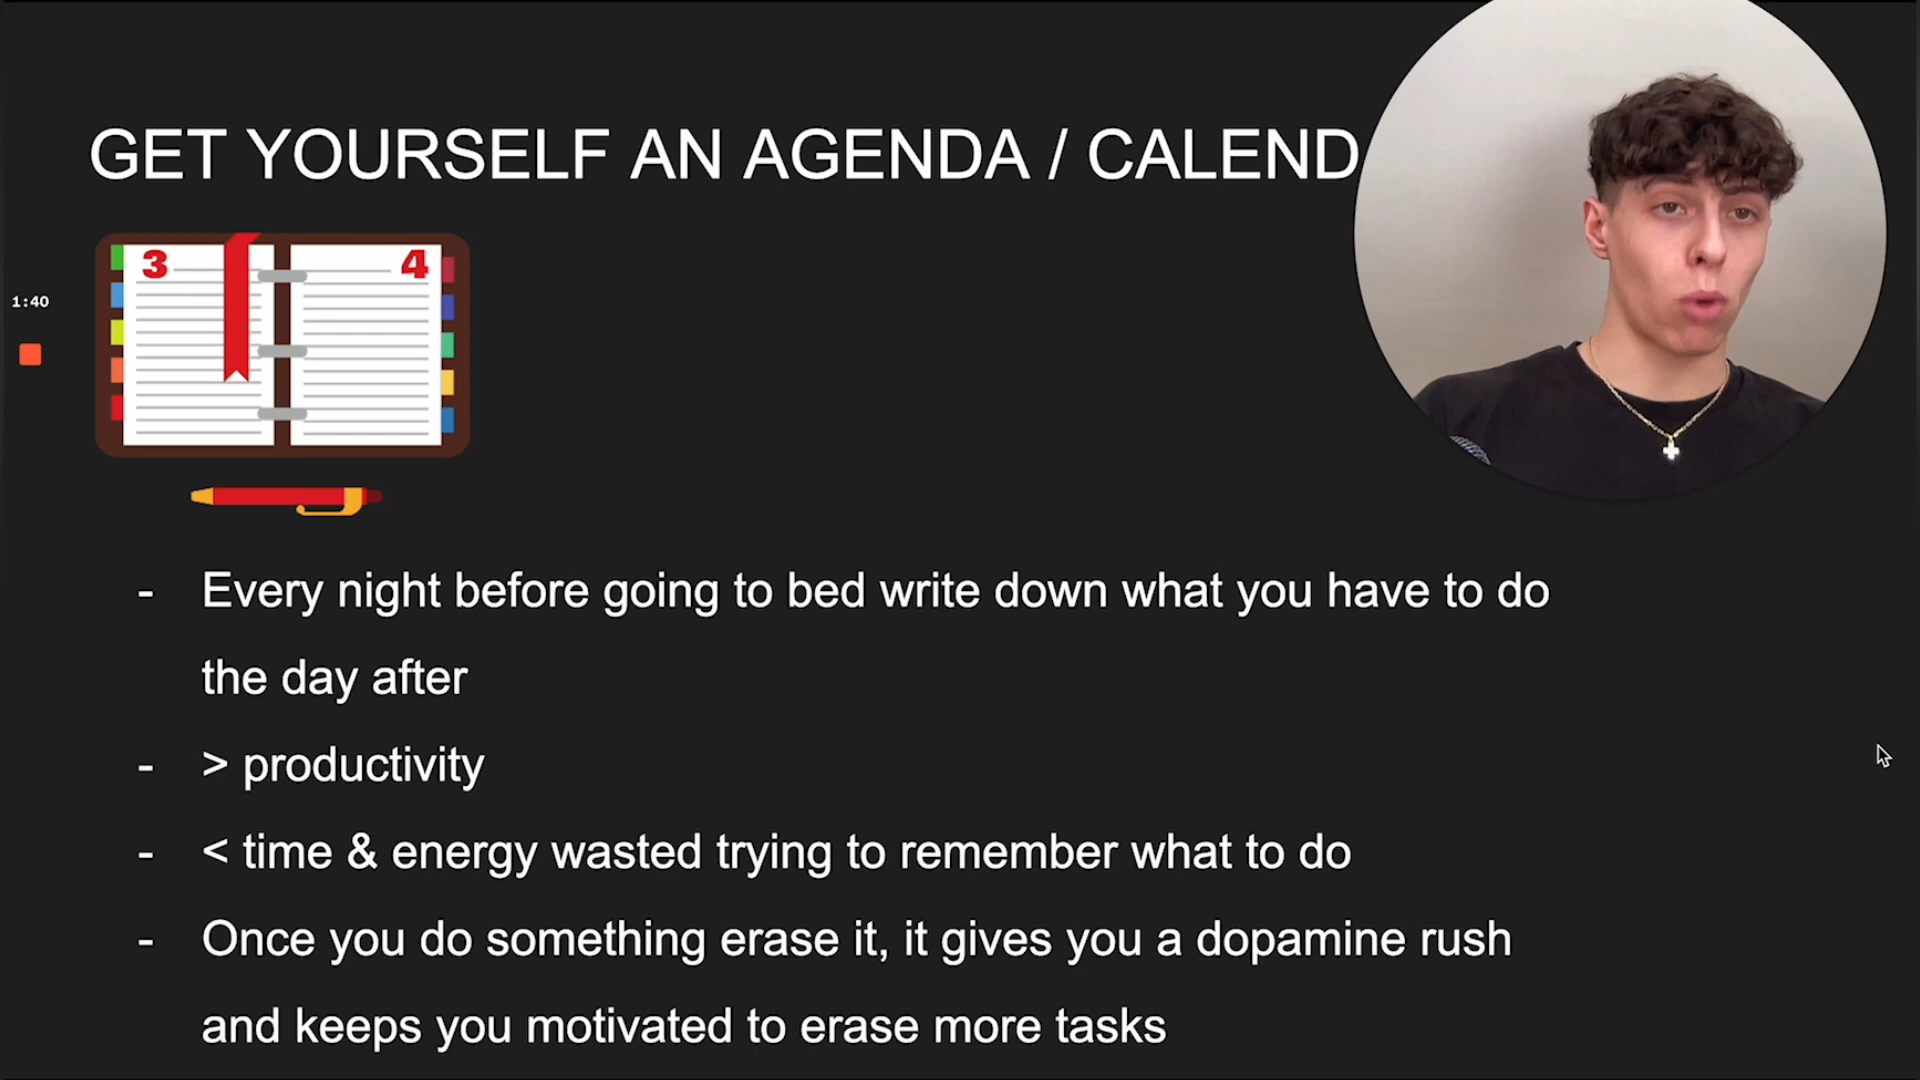 GET YOURSELF AN AGENDA / CALEND
3
4
1:40
- Every night before going to bed write down what you have to do
the day after
- > productivity
- < time & energy wasted trying to remember what to do
- Once you do something erase it, it gives you a dopamine rush
and keeps you motivated to erase more tasks